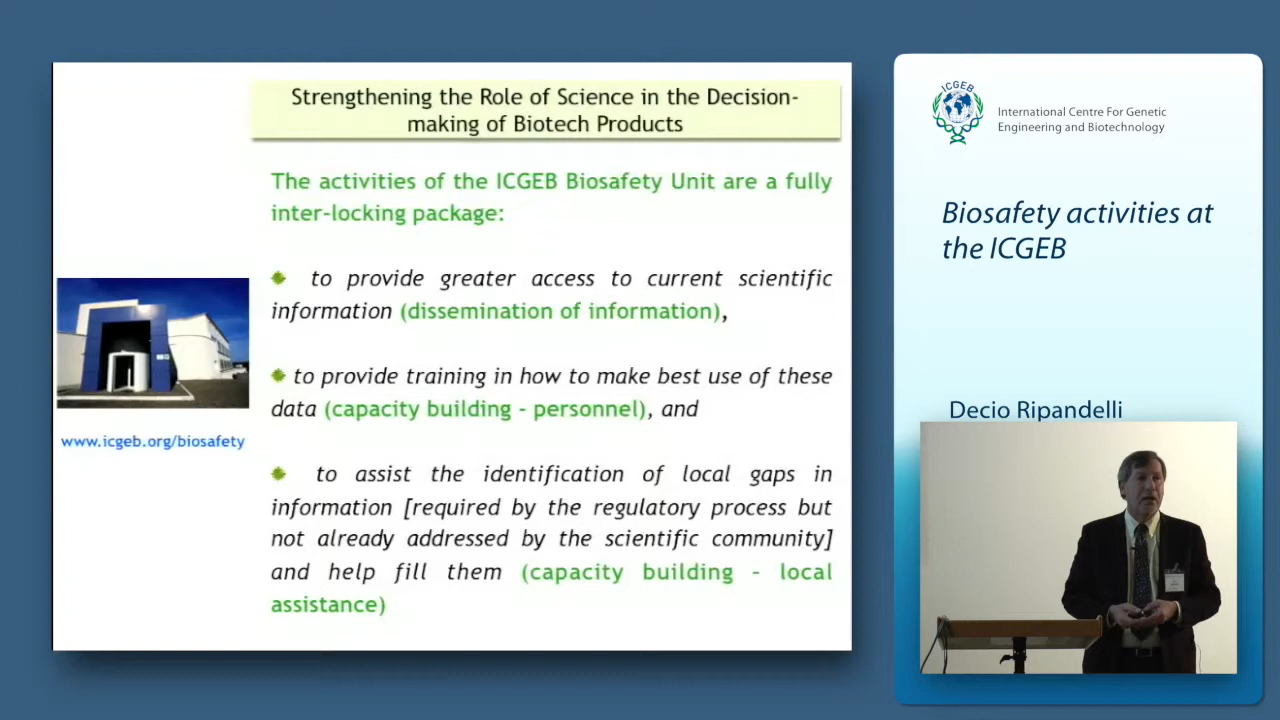 Strengthening the Role of Science in the Decision-
making of Biotech Products
The activities of the ICGEB Biosafety Unit are a fully
inter-locking package:
to provide greater access to current scientific
information (dissemination of information),
to provide training in how to make best use of these
data (capacity building - personnel), and
to assist the identification of local gaps in
information [required by the regulatory process but
not already addressed by the scientific community]
and help fill them (capacity building – local
assistance)
www.icgeb.org/biosafety
ICGEB
International Centre For Genetic
Engineering and Biotechnology
Biosafety activities at
the ICGEB
Decio Ripandelli